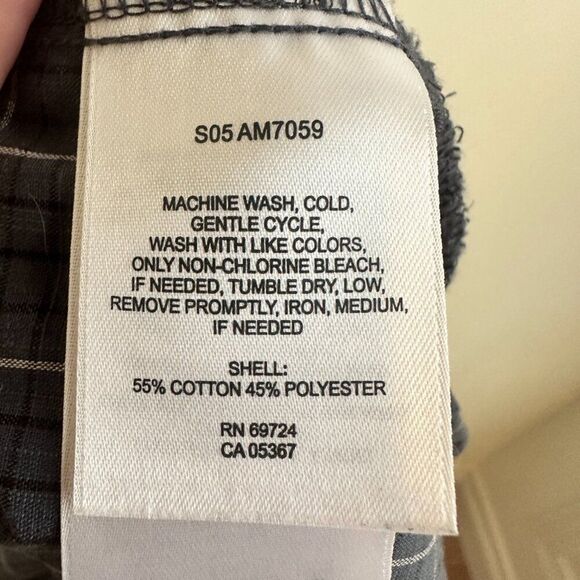 S05 AM7059
MACHINE WASH, COLD,
GENTLE CYCLE,
WASH WITH LIKE COLORS,
ONLY NON-CHLORINE BLEACH,
IF NEEDED, TUMBLE DRY, LOW,
REMOVE PROMPTLY, IRON, MEDIUM,
IF NEEDED
SHELL:
55% COTTON 45% POLYESTER
RN 69724
CA 05367